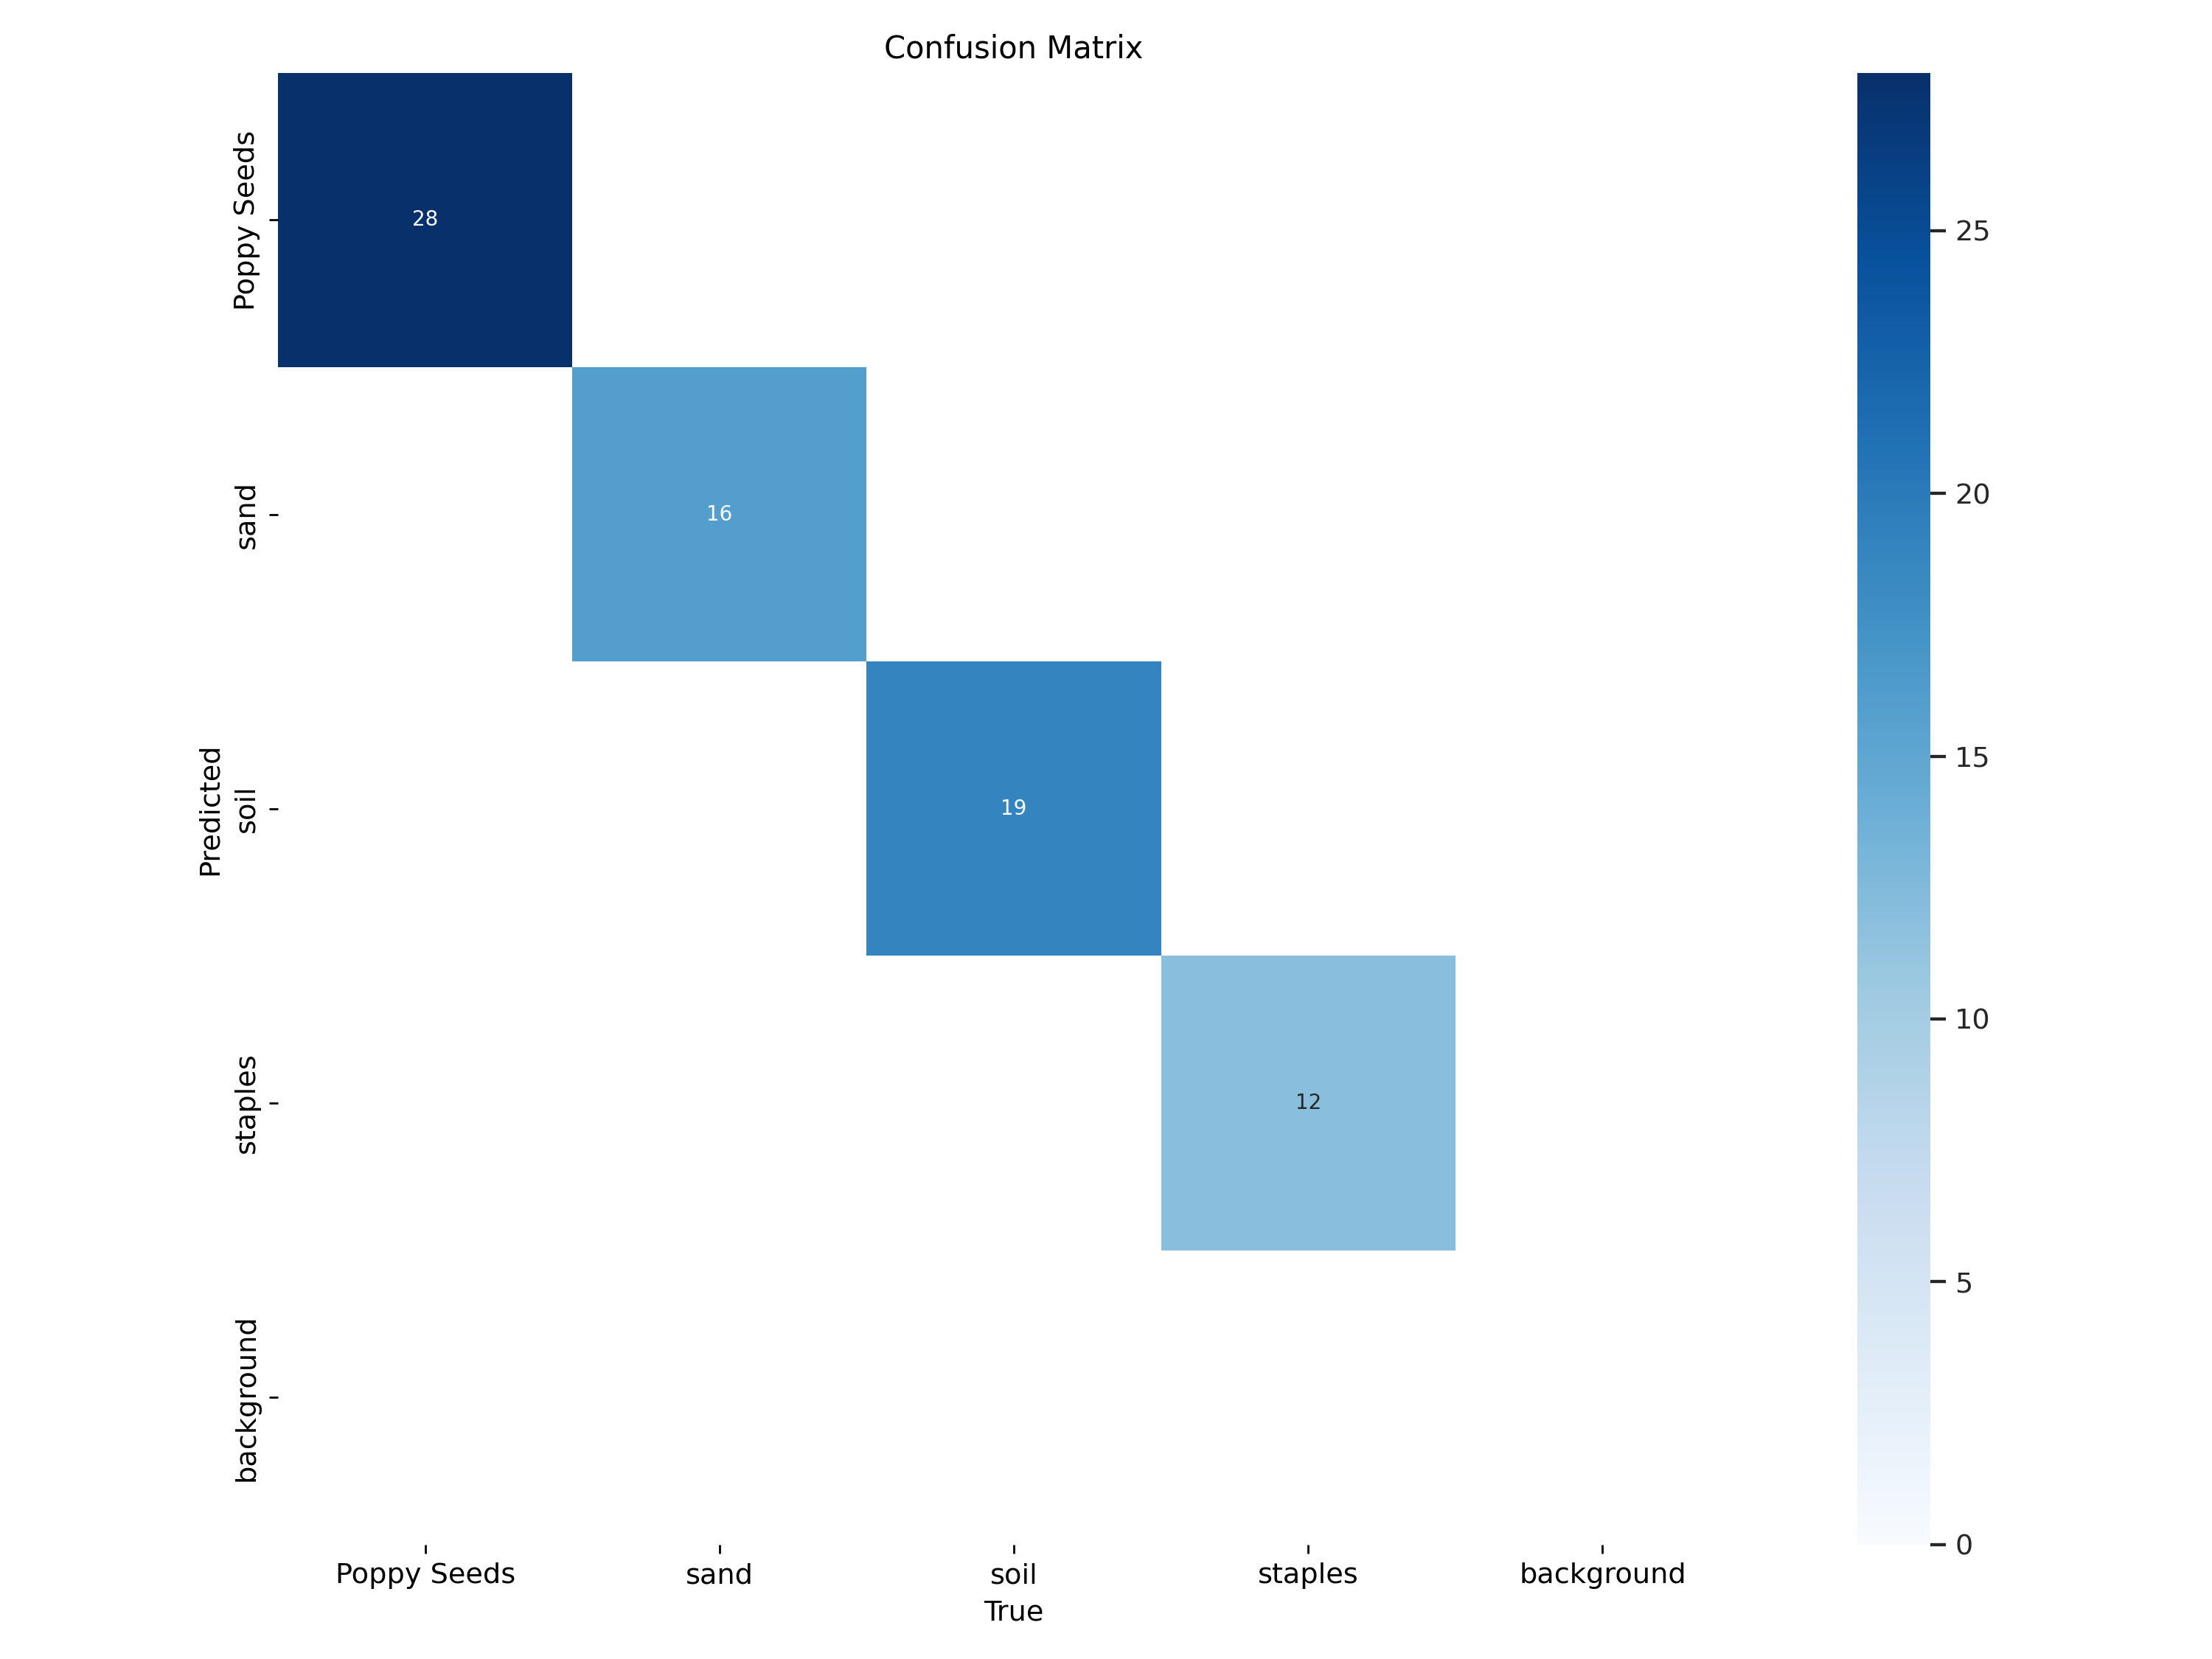 Confusion Matrix
Poppy Seeds
sand
soil
staples
background
Predicted
28
16
19
12
Poppy Seeds
sand
soil
staples
background
True
25
20
15
10
5
0